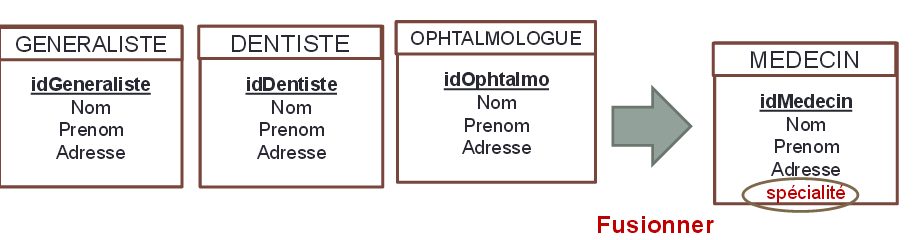 GENERALISTE
idGeneraliste
Nom
Prenom
Adresse
DENTISTE
idDentiste
Nom
Prenom
Adresse
OPHTALMOLOGUE
idOphtalmo
Nom
Prenom
Adresse
Fusionner
MEDECIN
idMedecin
Nom
Prenom
Adresse
spécialité